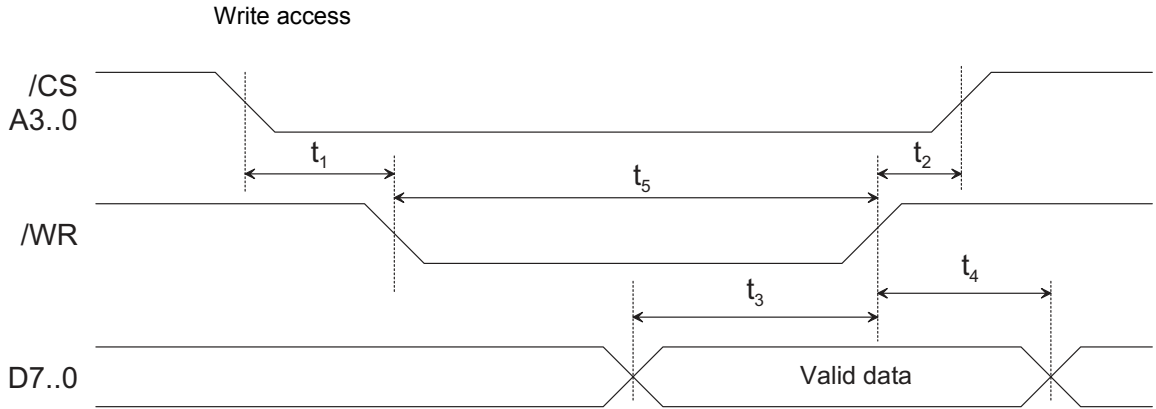 Write access
/CS
A3..0
t₁
t₂
t₅
/WR
t₄
t₃
D7..0
Valid data